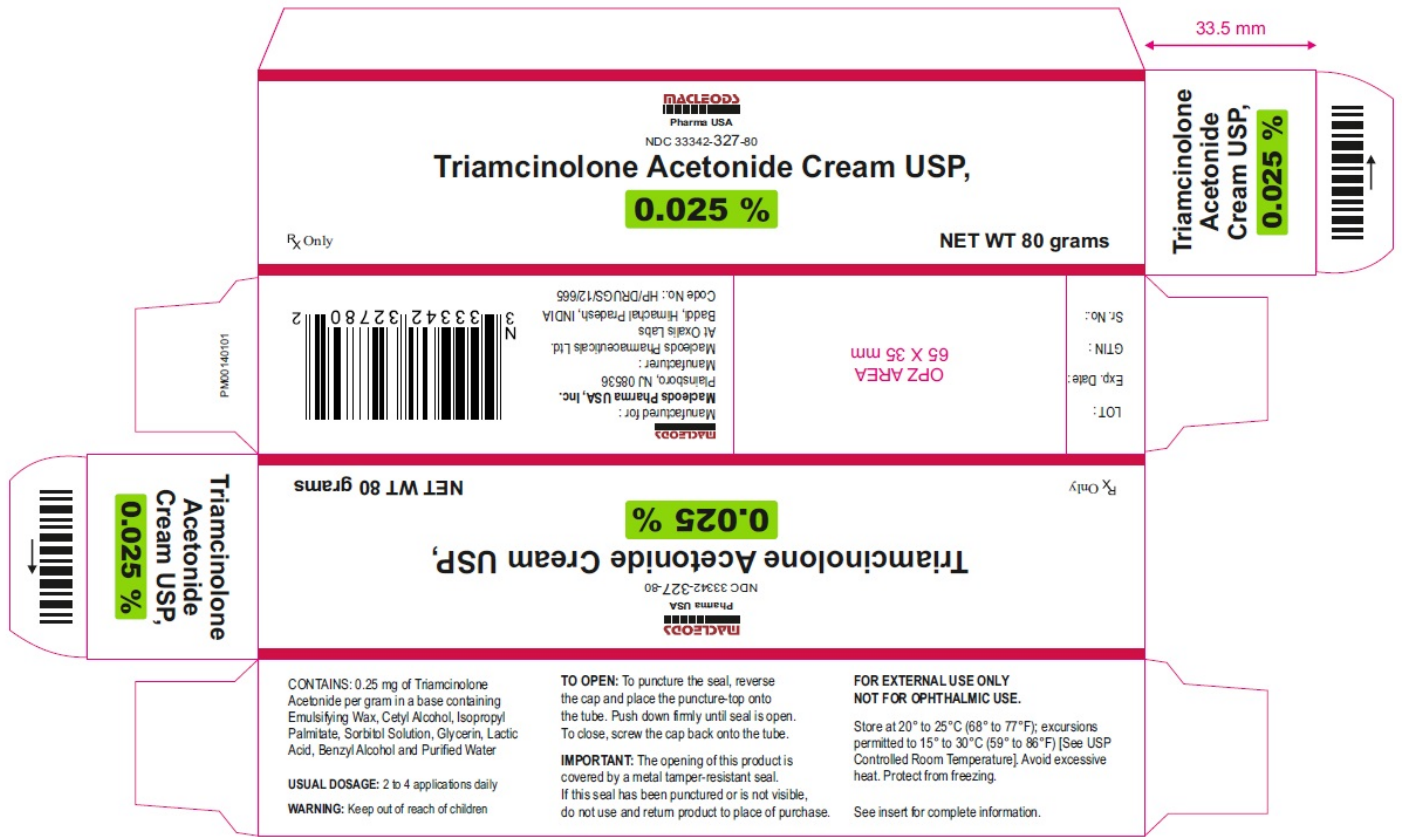 33.5 mm
MACLEODS
Pharma USA
NDC 33342-327-80
Triamcinolone Acetonide Cream USP,
0.025 %
Rx Only
NET WT 80 grams
Triamcinolone
Acetonide
Cream USP,
0.025 %
PM00140101
N
3 33342 32780 2
MACLEODS
Manufactured for :
Macleods Pharma USA, Inc.
Plainsboro, NJ 08536
Manufacturer :
Macleods Pharmaceuticals Ltd.
At Oxalis Labs
Baddi, Himachal Pradesh, INDIA
Code No.: HP/DRUGS/12/665
OPZ AREA
65 X 35 mm
LOT :
Exp. Date :
GTIN :
Sr. No.:
MACLEODS
Pharma USA
NDC 33342-327-80
Triamcinolone Acetonide Cream USP,
0.025 %
Rx Only
NET WT 80 grams
Triamcinolone
Acetonide
Cream USP,
0.025 %
CONTAINS: 0.25 mg of Triamcinolone
Acetonide per gram in a base containing
Emulsifying Wax, Cetyl Alcohol, Isopropyl
Palmitate, Sorbitol Solution, Glycerin, Lactic
Acid, Benzyl Alcohol and Purified Water
USUAL DOSAGE: 2 to 4 applications daily
WARNING: Keep out of reach of children
TO OPEN: To puncture the seal, reverse
the cap and place the puncture-top onto
the tube. Push down firmly until seal is open.
To close, screw the cap back onto the tube.
IMPORTANT: The opening of this product is
covered by a metal tamper-resistant seal.
If this seal has been punctured or is not visible,
do not use and return product to place of purchase.
FOR EXTERNAL USE ONLY
NOT FOR OPHTHALMIC USE.
Store at 20° to 25°C (68° to 77°F); excursions
permitted to 15° to 30°C (59° to 86°F) [See USP
Controlled Room Temperature]. Avoid excessive
heat. Protect from freezing.
See insert for complete information.